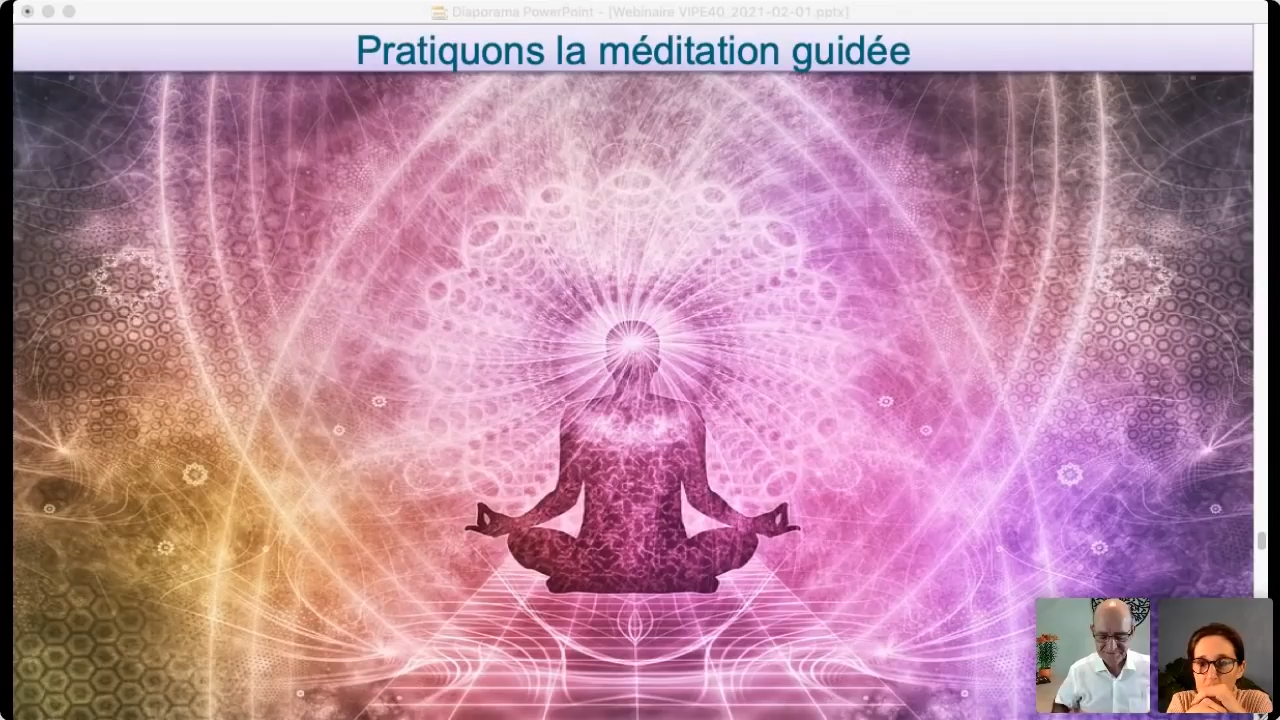 Diaporama PowerPoint - [Webinaire VIPE40_2021-02-01.pptx]
Pratiquons la méditation guidée